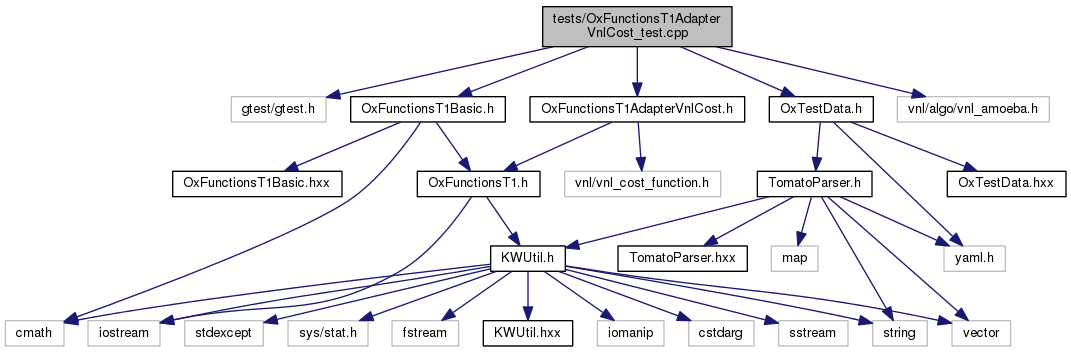 tests/OxFunctionsT1Adapter
VnlCost_test.cpp
gtest/gtest.h
OxFunctionsT1Basic.h
OxFunctionsT1AdapterVnlCost.h
OxTestData.h
vnl/algo/vnl_amoeba.h
OxFunctionsT1Basic.hxx
OxFunctionsT1.h
vnl/vnl_cost_function.h
TomatoParser.h
OxTestData.hxx
KWUtil.h
TomatoParser.hxx
map
yaml.h
cmath
iostream
stdexcept
sys/stat.h
fstream
KWUtil.hxx
iomanip
cstdarg
sstream
string
vector